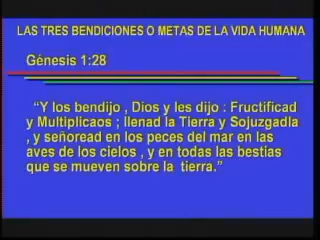 LAS TRES BENDICIONES O METAS DE LA VIDA HUMANA
Génesis 1:28
“Y los bendijo , Dios y les dijo : Fructificad
y Multiplicaos ; llenad la Tierra y Sojuzgadla
, y señoread en los peces del mar en las
aves de los cielos , y en todas las bestias
que se mueven sobre la tierra.”